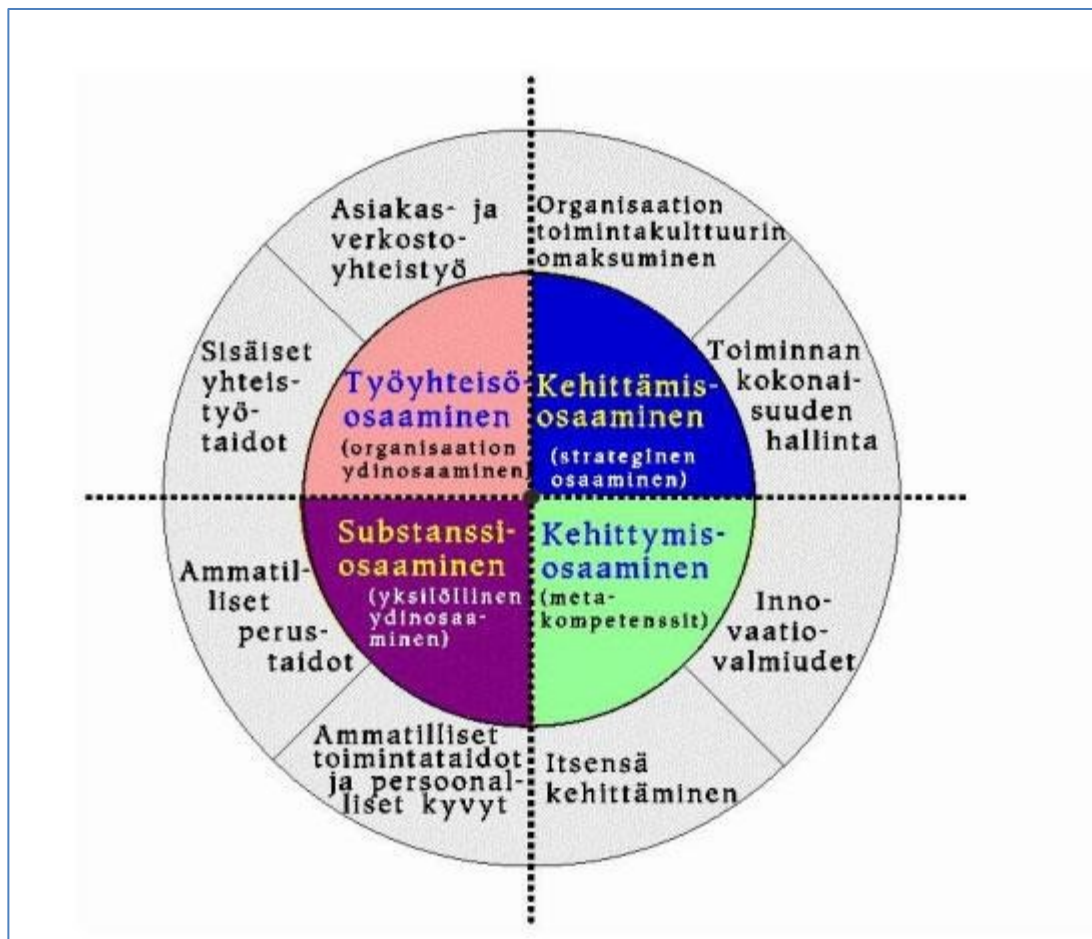 Asiakas- ja
verkosto-
yhteistyö
Organisaation
toimintakulttuurin
omaksuminen
Sisäiset
yhteis-
työ-
taidot
Toiminnan
kokonai-
suuden
hallinta
Työyhteisö
osaaminen
(organisaation
ydinosaaminen)
Kehittämis-
osaaminen
(strateginen
osaaminen)
Substanssi-
osaaminen
(yksilöllinen
ydinosaa-
minen)
Kehittymis-
osaaminen
(meta-
kompetenssit)
Ammatil-
liset
perus-
taidot
Inno-
vaatio-
valmiudet
Ammatilliset
toimintataidot
ja persoonal-
liset kyvyt
Itsensä
kehittäminen